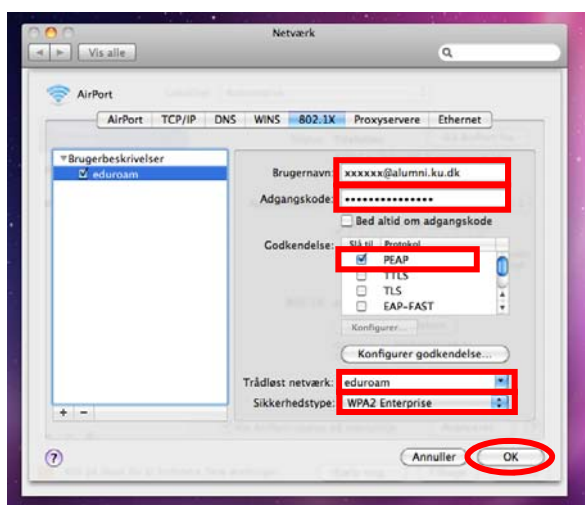 Netværk
Vis alle
AirPort
AirPort TCP/IP DNS WINS 802.1X Proxyservere Ethernet
Brugerbeskrivelser
eduroam
Brugernavn: xxxxxx@alumni.ku.dk
Adgangskode: •••••••••••••••
Bed altid om adgangskode
Godkendelse: Slå til Protokol
PEAP
TTLS
TLS
EAP-FAST
Konfigurer...
Konfigurer godkendelse...
Trådløst netværk: eduroam
Sikkerhedstype: WPA2 Enterprise
+ −
? Annuller OK